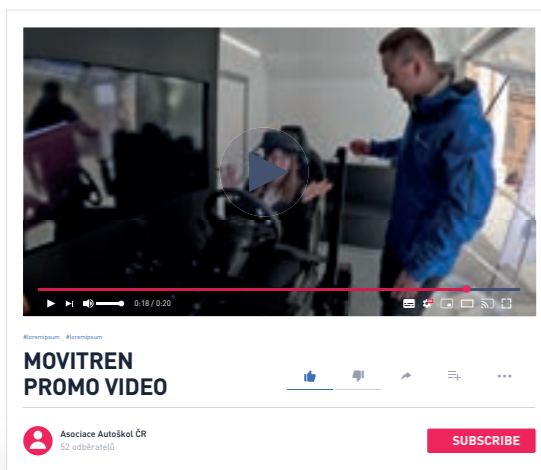 0:18 / 0:20
#loremipsum #loremipsum
MOVITREN
PROMO VIDEO
Asociace Autoškol ČR
52 odběratelů
SUBSCRIBE